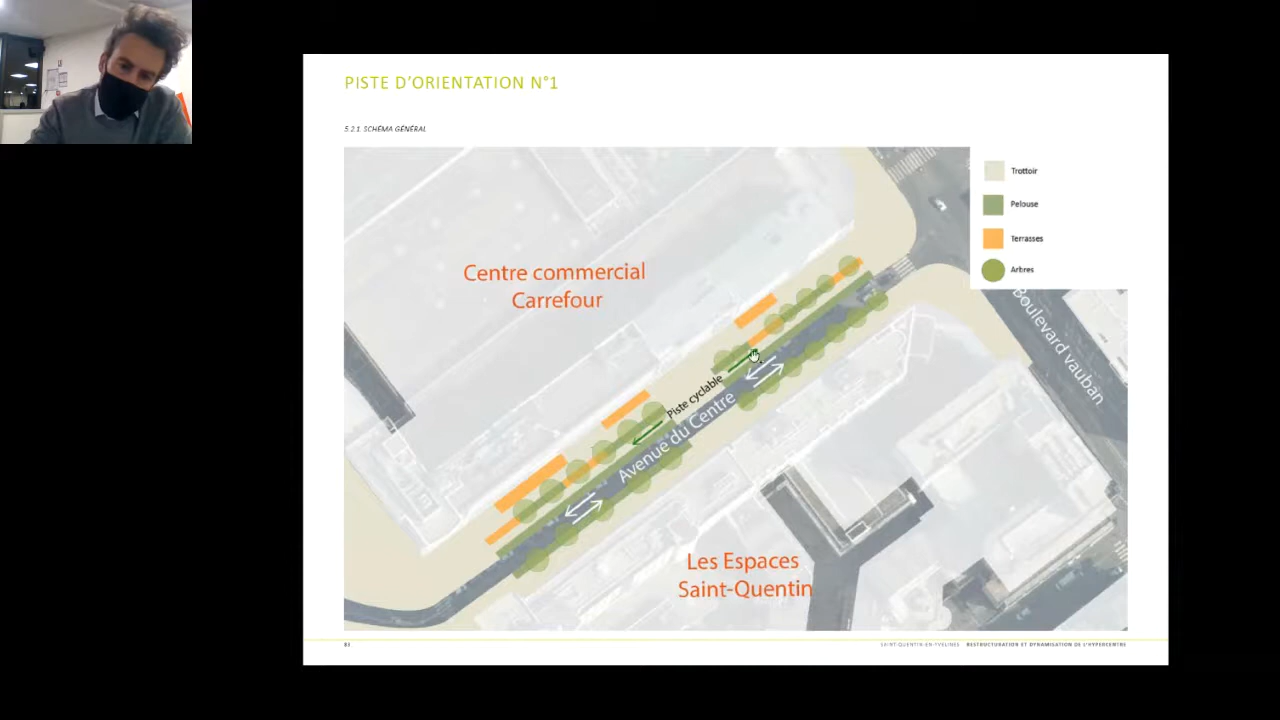 PISTE D'ORIENTATION N°1
5.2.1. SCHÉMA GÉNÉRAL
Trottoir
Pelouse
Terrasses
Arbres
Centre commercial
Carrefour
Boulevard vauban
Piste cyclable
Avenue du Centre
Les Espaces
Saint-Quentin
83
SAINT-QUENTIN-EN-YVELINES RESTRUCTURATION ET DYNAMISATION DE L'HYPERCENTRE